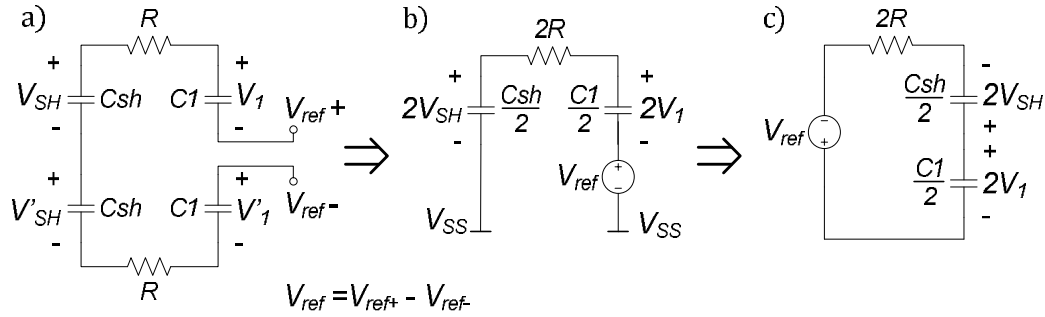 a)
R
+ +
V_SH Csh C1 V_1
- -
V_ref +
+ +
V'_SH Csh C1 V'_1
- -
V_ref -
R
b)
2R
+ +
2V_SH Csh/2 C1/2 2V_1
- -
V_ref + -
V_SS V_SS
c)
2R
-
Csh/2 2V_SH
+
V_ref - +
+
C1/2 2V_1
-
V_ref =V_ref+ - V_ref-